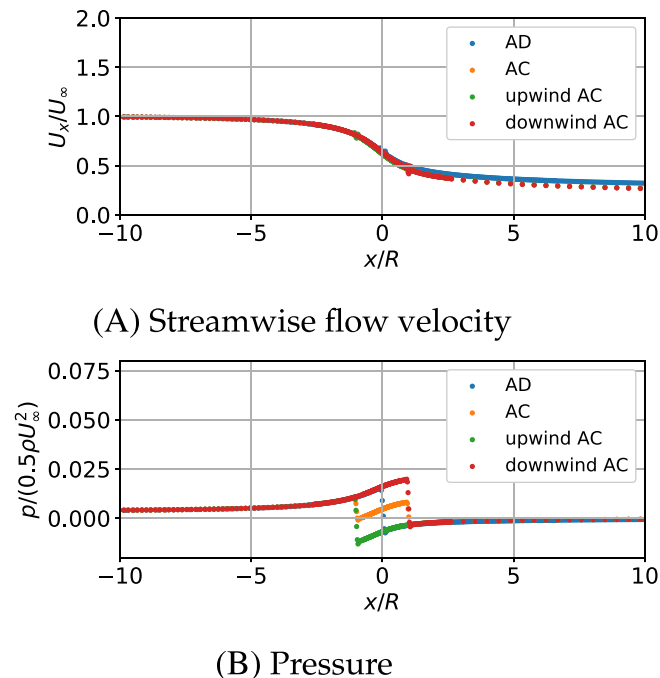 2.0
1.5
1.0
0.5
0.0
U_x/U_∞
AD
AC
upwind AC
downwind AC
−10
−5
0
5
10
x/R
(A) Streamwise flow velocity
0.075
0.050
0.025
0.000
p/(0.5ρU_∞^2)
AD
AC
upwind AC
downwind AC
−10
−5
0
5
10
x/R
(B) Pressure